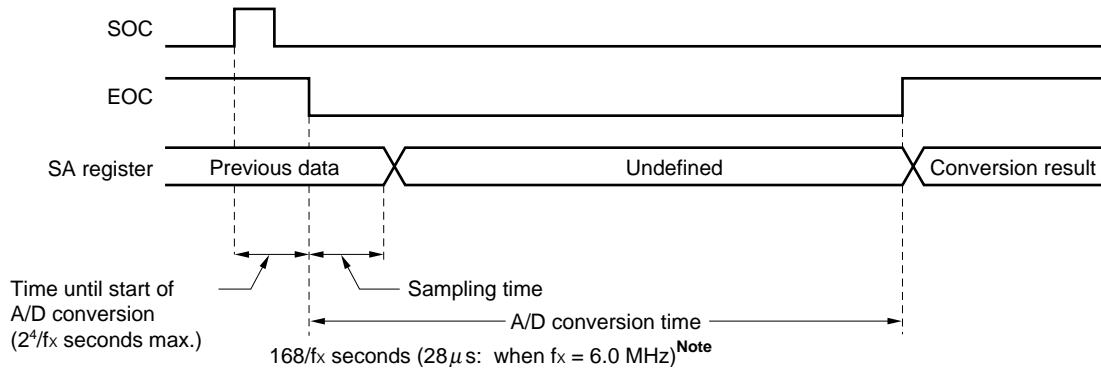 SOC
EOC
SA register
Previous data
Undefined
Conversion result
Time until start of
A/D conversion
(2⁴/fx seconds max.)
Sampling time
A/D conversion time
168/fx seconds (28 μs: when fx = 6.0 MHz)Note